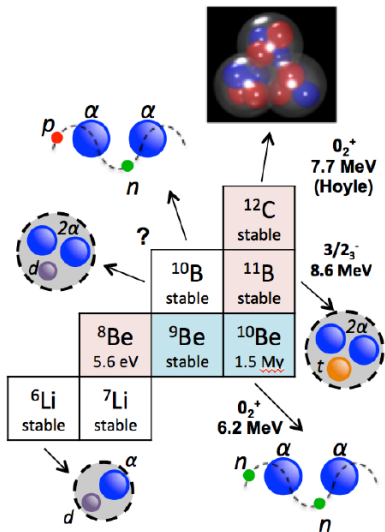 α α
p
n
0₂⁺
7.7 MeV
(Hoyle)
¹²C
stable
?
2α
d
¹⁰B
stable
¹¹B
stable
3/2₃⁻
8.6 MeV
⁸Be
5.6 eV
⁹Be
stable
¹⁰Be
1.5 My
2α
t
⁶Li
stable
⁷Li
stable
0₂⁺
6.2 MeV
α
d
n α α
n